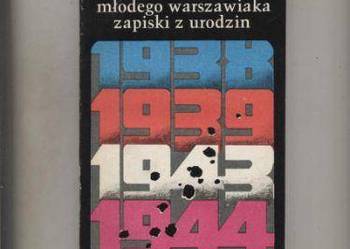 młodego warszawiaka
zapiski z urodzin
1938
1939
1943
1944